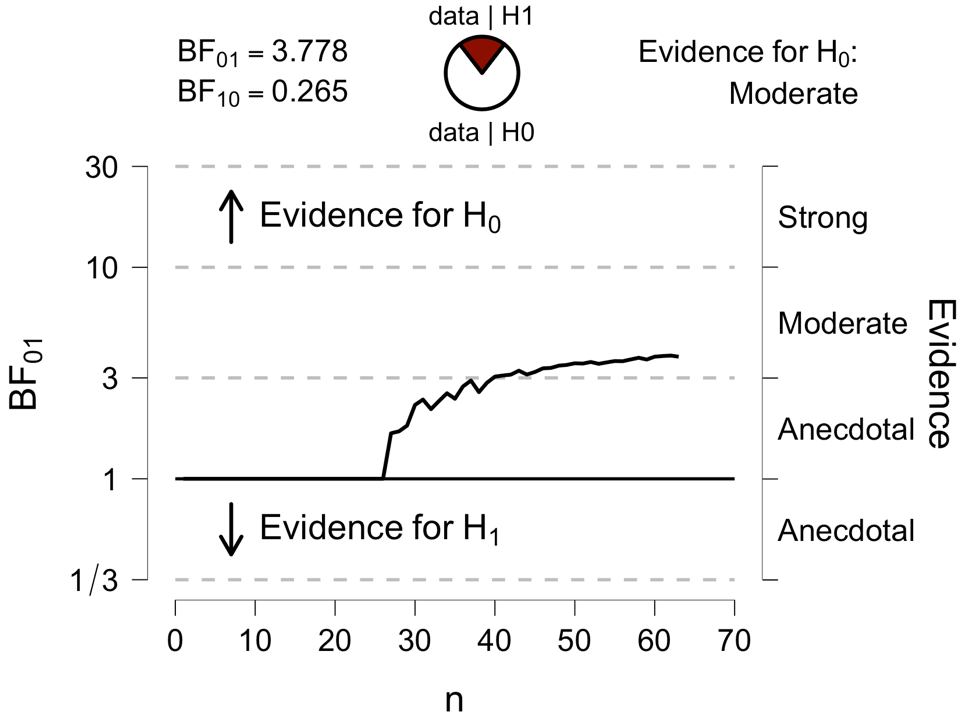 data | H1
BF₀₁ = 3.778
BF₁₀ = 0.265
Evidence for H₀:
Moderate
data | H0
30
10
3
1
1/3
BF₀₁
Evidence for H₀
Evidence for H₁
Strong
Moderate
Anecdotal
Anecdotal
Evidence
0 10 20 30 40 50 60 70
n